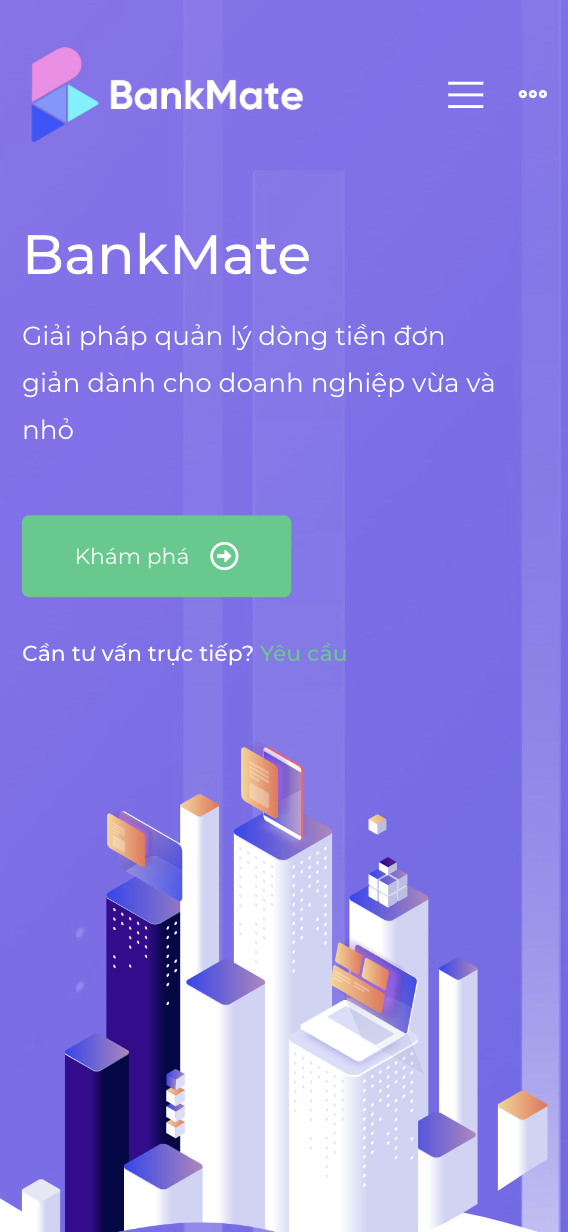 BankMate
BankMate
Giải pháp quản lý dòng tiền đơn
giản dành cho doanh nghiệp vừa và
nhỏ
Khám phá
Cần tư vấn trực tiếp? Yêu cầu